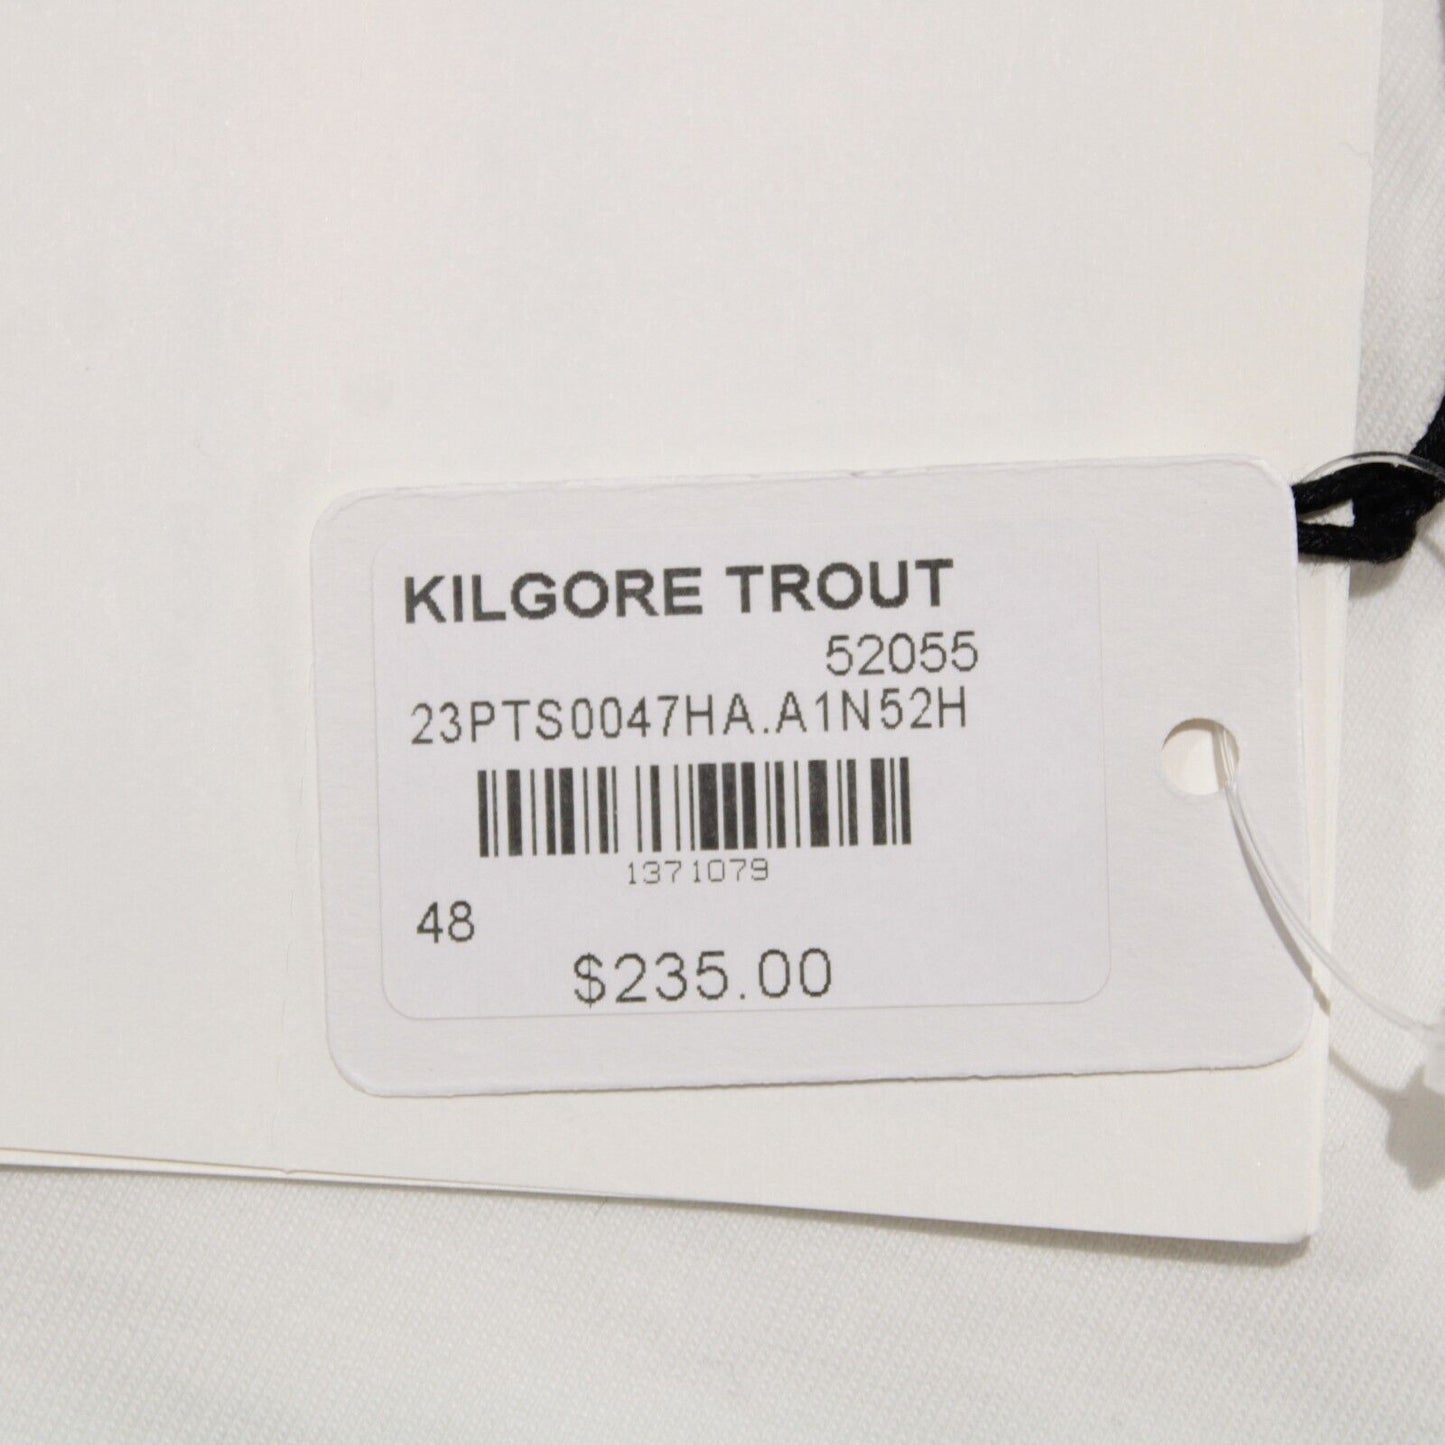 KILGORE TROUT
52055
23PTS0047HA.A1N52H
1371079
48
$235.00